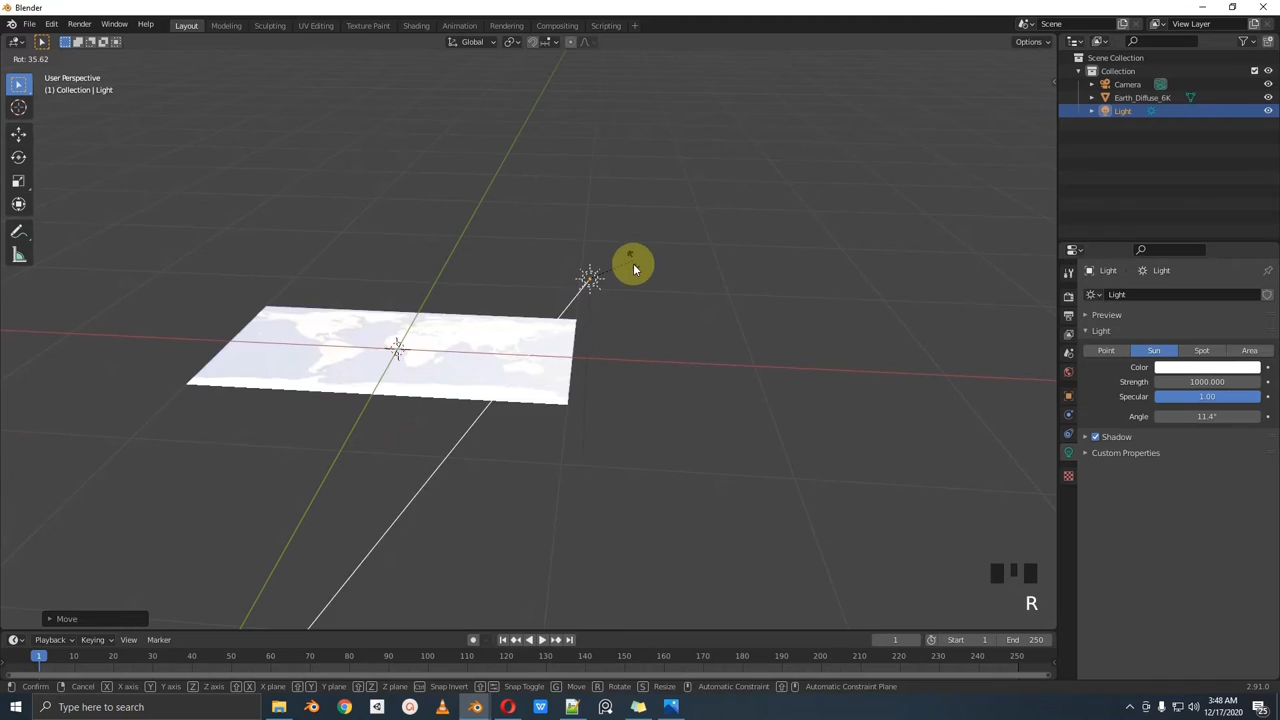 Blender
File Edit Render Window Help Layout Modeling Sculpting UV Editing Texture Paint Shading Animation Rendering Compositing Scripting + Scene View Layer
Global Options
Rot: 35.62
User Perspective
(1) Collection | Light
Scene Collection
Collection
Camera
Earth_Diffuse_6K
Light
Light Light
Light
Preview
Light
Point Sun Spot Area
Color
Strength 1000.000
Specular 1.00
Angle 11.4°
Shadow
Custom Properties
R
Move
Playback Keying View Marker 1 Start 1 End 250
1 10 20 30 40 50 60 70 80 90 100 110 120 130 140 150 160 170 180 190 200 210 220 230 240 250
Confirm Cancel X X axis Y Y axis Z Z axis X X plane Y Y plane Z Z plane Ctrl Snap Invert Snap Toggle G Move R Rotate S Resize Automatic Constraint Automatic Constraint Plane 2.91.0
Type here to search
3:48 AM
12/17/2020
25